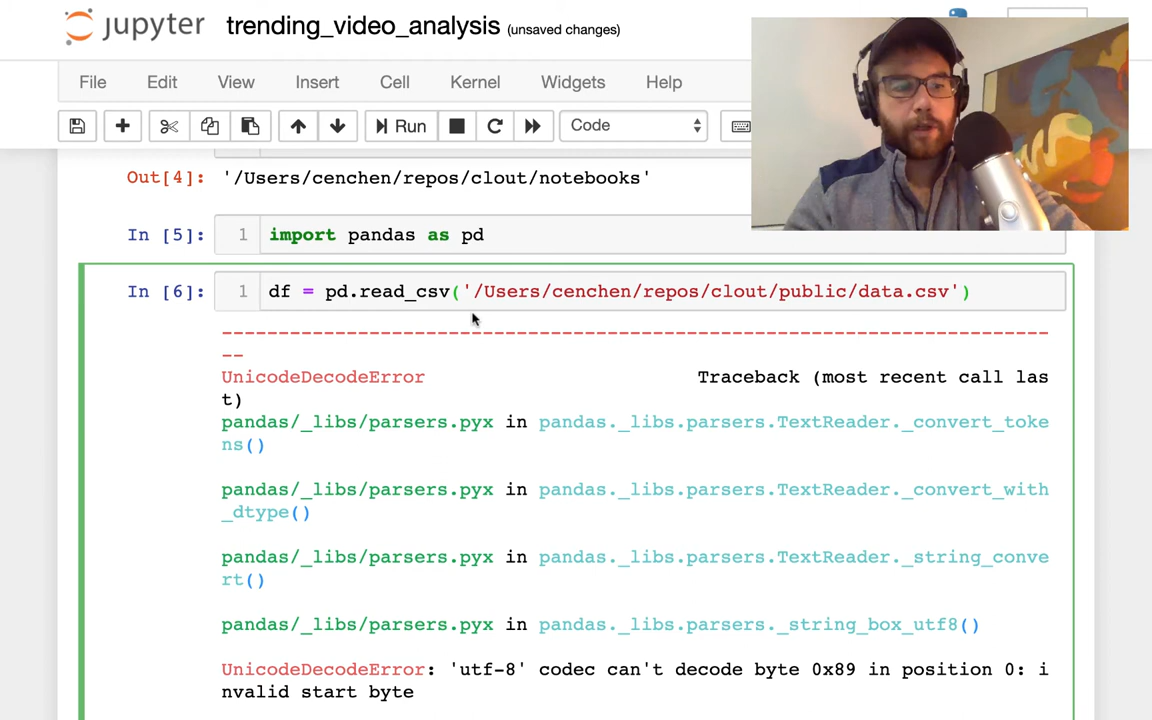 jupyter trending_video_analysis (unsaved changes)
File Edit View Insert Cell Kernel Widgets Help
Run Code
Out[4]: '/Users/cenchen/repos/clout/notebooks'
In [5]: 1 import pandas as pd
In [6]: 1 df = pd.read_csv('/Users/cenchen/repos/clout/public/data.csv')
---------------------------------------------------------------------------
--
UnicodeDecodeError Traceback (most recent call las
t)
pandas/_libs/parsers.pyx in pandas._libs.parsers.TextReader._convert_toke
ns()
pandas/_libs/parsers.pyx in pandas._libs.parsers.TextReader._convert_with
_dtype()
pandas/_libs/parsers.pyx in pandas._libs.parsers.TextReader._string_conve
rt()
pandas/_libs/parsers.pyx in pandas._libs.parsers._string_box_utf8()
UnicodeDecodeError: 'utf-8' codec can't decode byte 0x89 in position 0: i
nvalid start byte